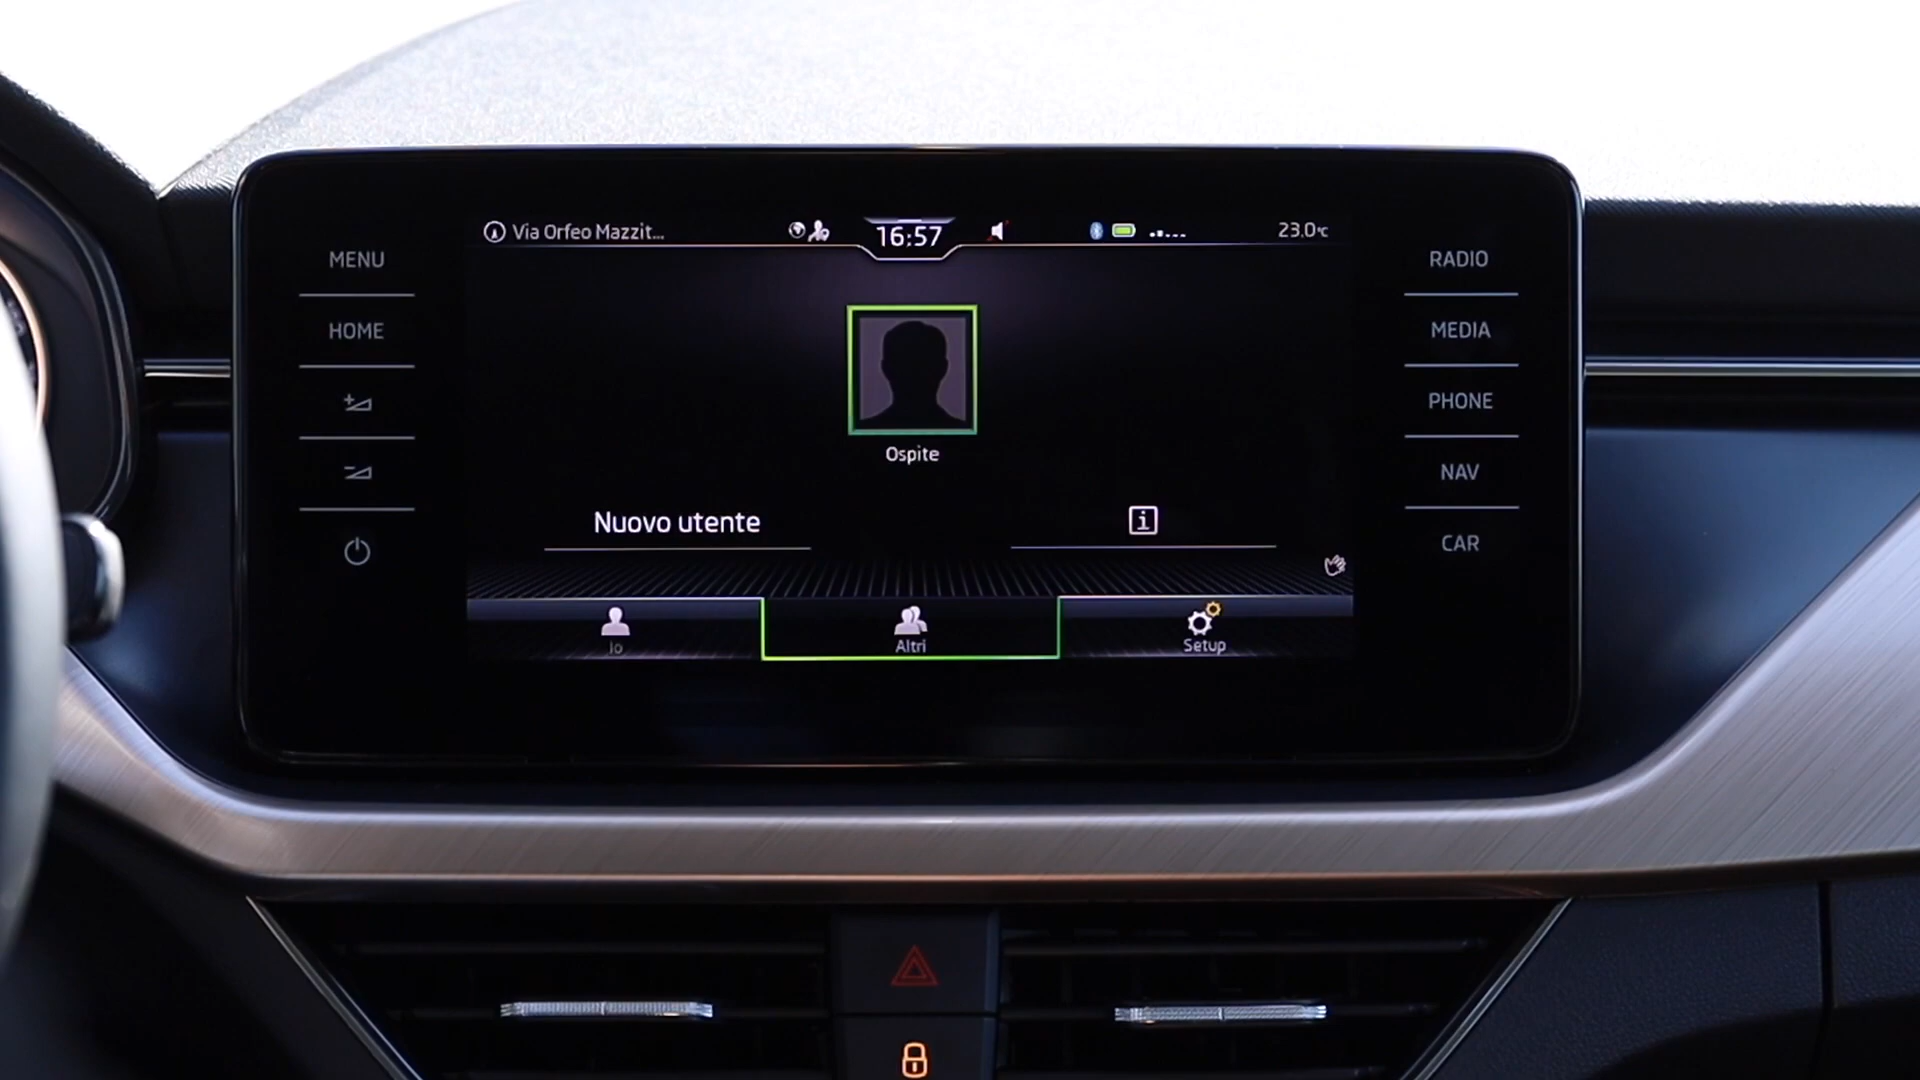 Via Orfeo Mazzit...
16:57
23.0°C
MENU
HOME
RADIO
MEDIA
PHONE
NAV
CAR
Ospite
Nuovo utente
i
Io
Altri
Setup